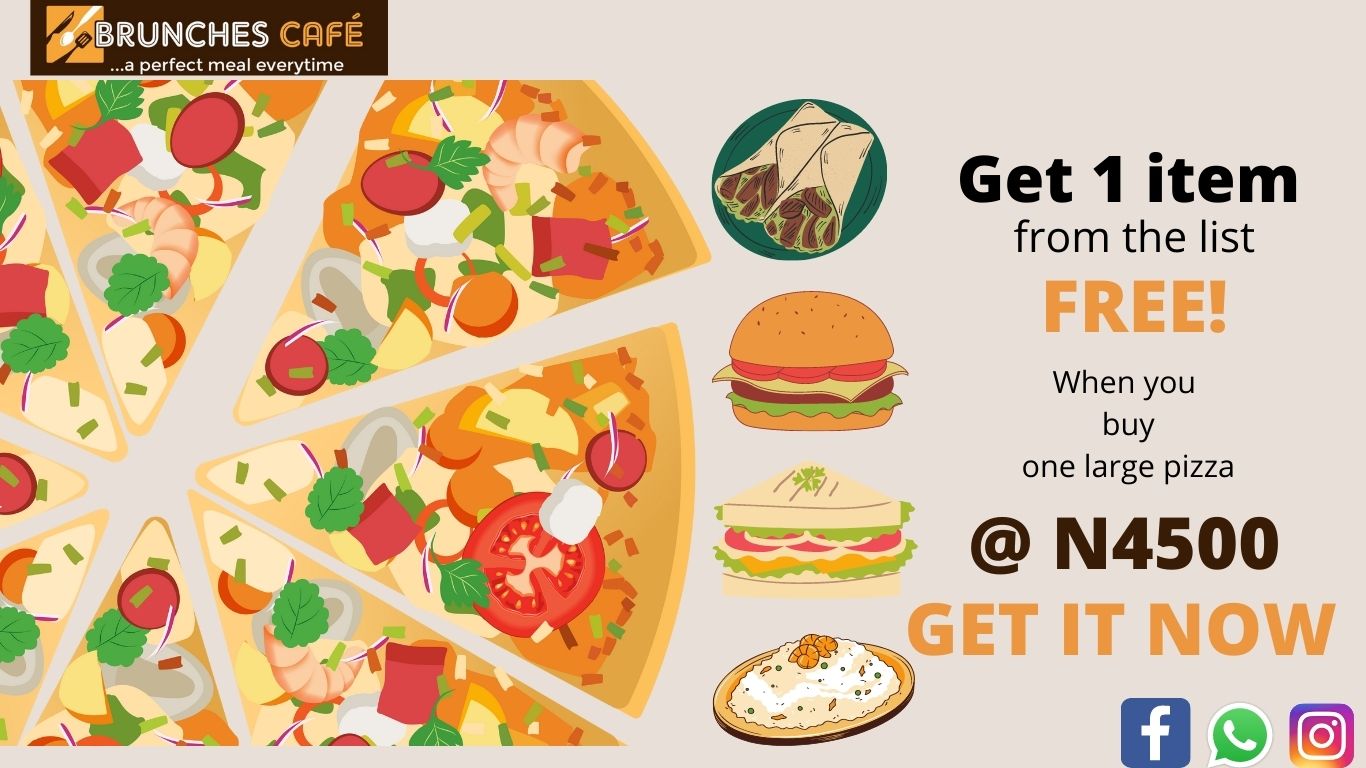 BRUNCHES CAFÉ
...a perfect meal everytime
Get 1 item
from the list
FREE!
When you
buy
one large pizza
@ N4500
GET IT NOW